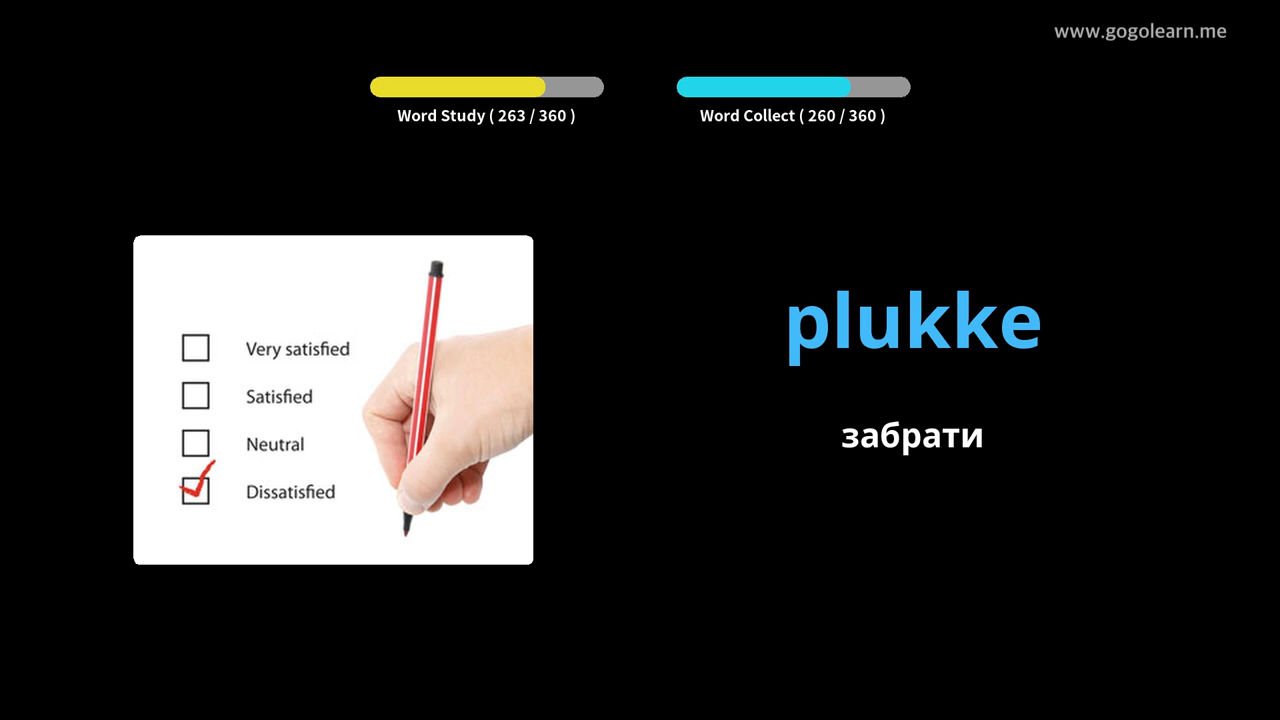 www.gogolearn.me
Word Study ( 263 / 360 )
Word Collect ( 260 / 360 )
Very satisfied
Satisfied
Neutral
Dissatisfied
plukke
забрати